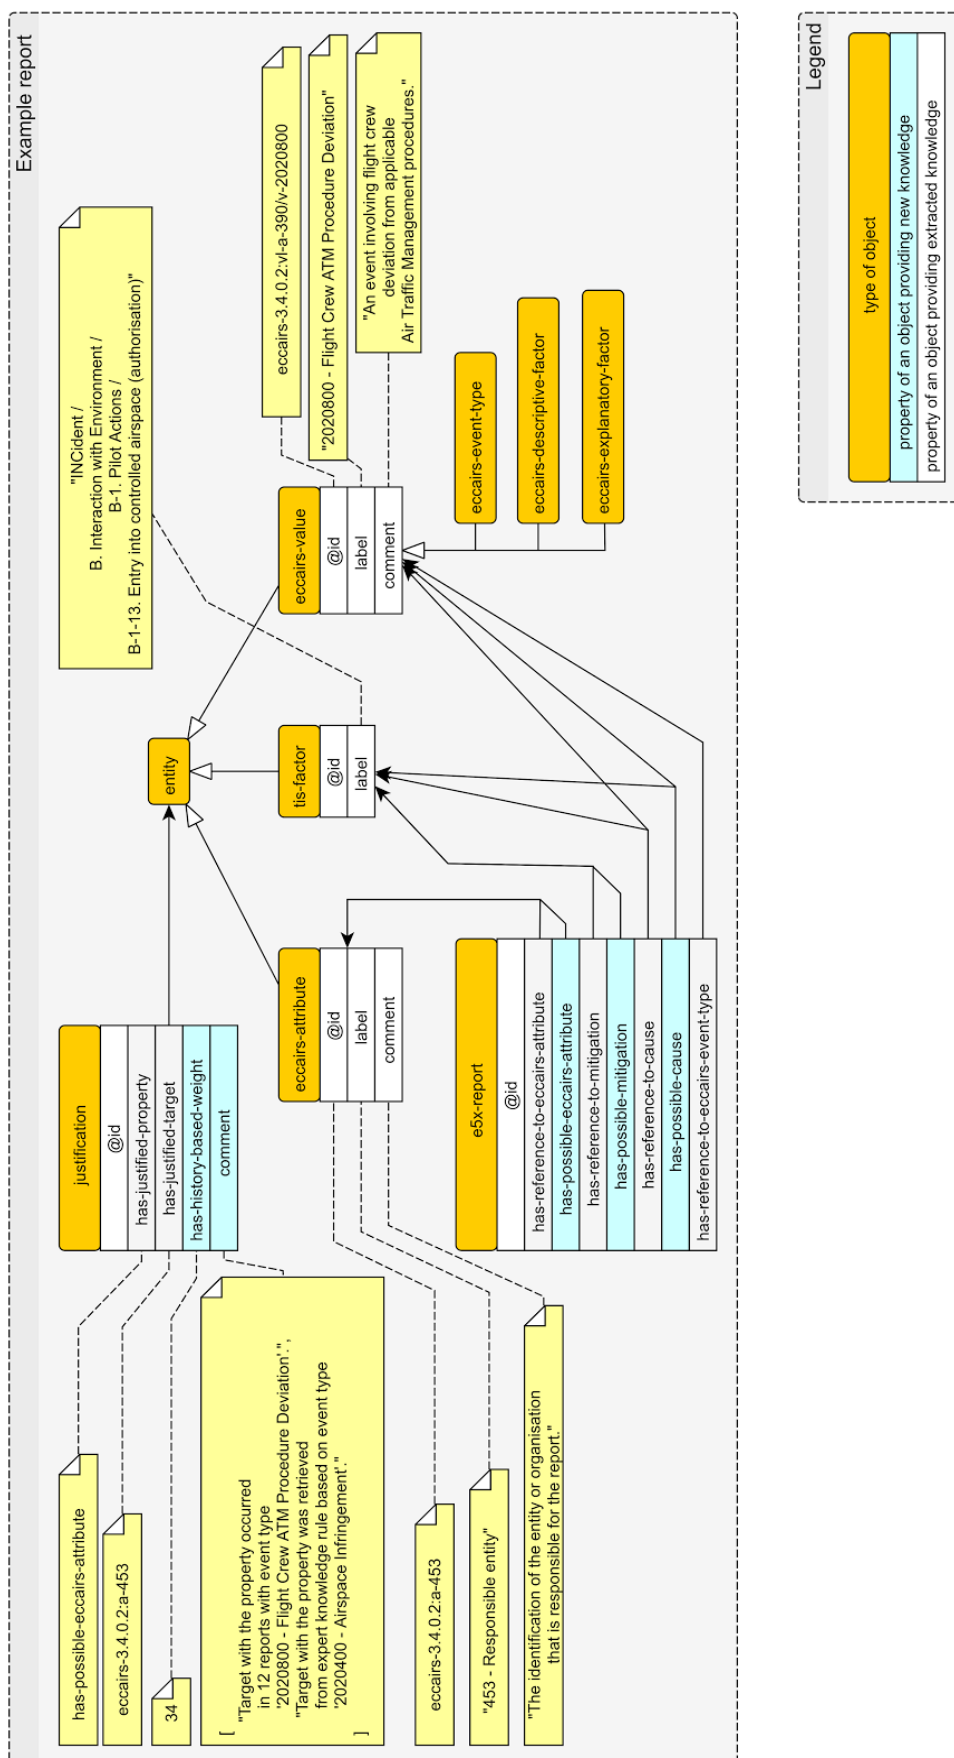 Example report
has-possible-eccairs-attribute
eccairs-3.4.0.2:a-453
34
[
"Target with the property occurred
in 12 reports with event type
'2020800 - Flight Crew ATM Procedure Deviation'.",
"Target with the property was retrieved
from expert knowledge rule based on event type
'2020400 - Airspace Infringement'."
]
justification
@id
has-justified-property
has-justified-target
has-history-based-weight
comment
entity
"INCident /
B. Interaction with Environment /
B-1. Pilot Actions /
B-1-13. Entry into controlled airspace (authorisation)"
eccairs-attribute
@id
label
comment
tis-factor
@id
label
eccairs-value
@id
label
comment
eccairs-3.4.0.2:vl-a-390/v-2020800
"2020800 - Flight Crew ATM Procedure Deviation"
"An event involving flight crew
deviation from applicable
Air Traffic Management procedures."
eccairs-3.4.0.2:a-453
"453 - Responsible entity"
"The identification of the entity or organisation
that is responsible for the report."
e5x-report
@id
has-reference-to-eccairs-attribute
has-possible-eccairs-attribute
has-reference-to-mitigation
has-possible-mitigation
has-reference-to-cause
has-possible-cause
has-reference-to-eccairs-event-type
eccairs-event-type
eccairs-descriptive-factor
eccairs-explanatory-factor
Legend
type of object
property of an object providing new knowledge
property of an object providing extracted knowledge